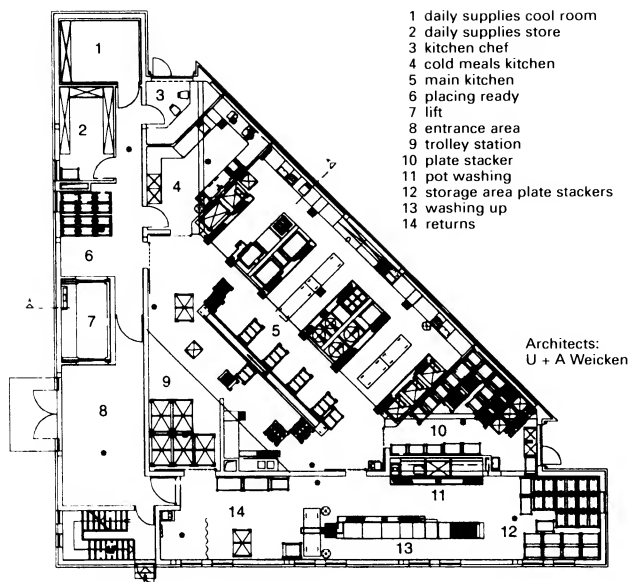 1 daily supplies cool room
2 daily supplies store
3 kitchen chef
4 cold meals kitchen
5 main kitchen
6 placing ready
7 lift
8 entrance area
9 trolley station
10 plate stacker
11 pot washing
12 storage area plate stackers
13 washing up
14 returns
Architects:
U + A Weicken
1
2
3
4
5
6
7
8
9
10
11
12
13
14